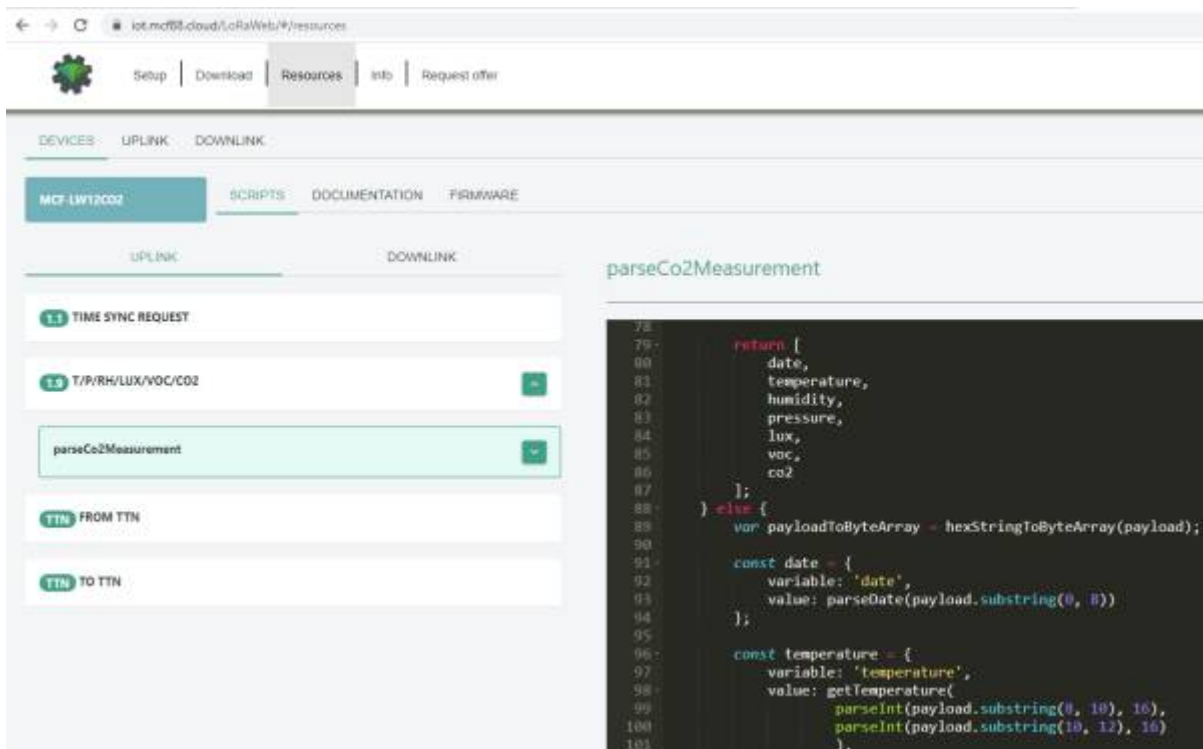 iot.mcf88.cloud/LoRaWeb/#/resources
Setup | Download | Resources | Info | Request offer
DEVICES UPLINK DOWNLINK
MCF-LW12CO2 SCRIPTS DOCUMENTATION FIRMWARE
UPLINK DOWNLINK
1.1 TIME SYNC REQUEST
1.9 T/P/RH/LUX/VOC/CO2
parseCo2Measurement
TTN FROM TTN
TTN TO TTN
parseCo2Measurement
78
79 return [
80 date,
81 temperature,
82 humidity,
83 pressure,
84 lux,
85 voc,
86 co2
87 ];
88 } else {
89 var payloadToByteArray = hexStringToByteArray(payload);
90
91 const date = {
92 variable: 'date',
93 value: parseDate(payload.substring(0, 8))
94 };
95
96 const temperature = {
97 variable: 'temperature',
98 value: getTemperature(
99 parseInt(payload.substring(8, 10), 16),
100 parseInt(payload.substring(10, 12), 16)
101 ),